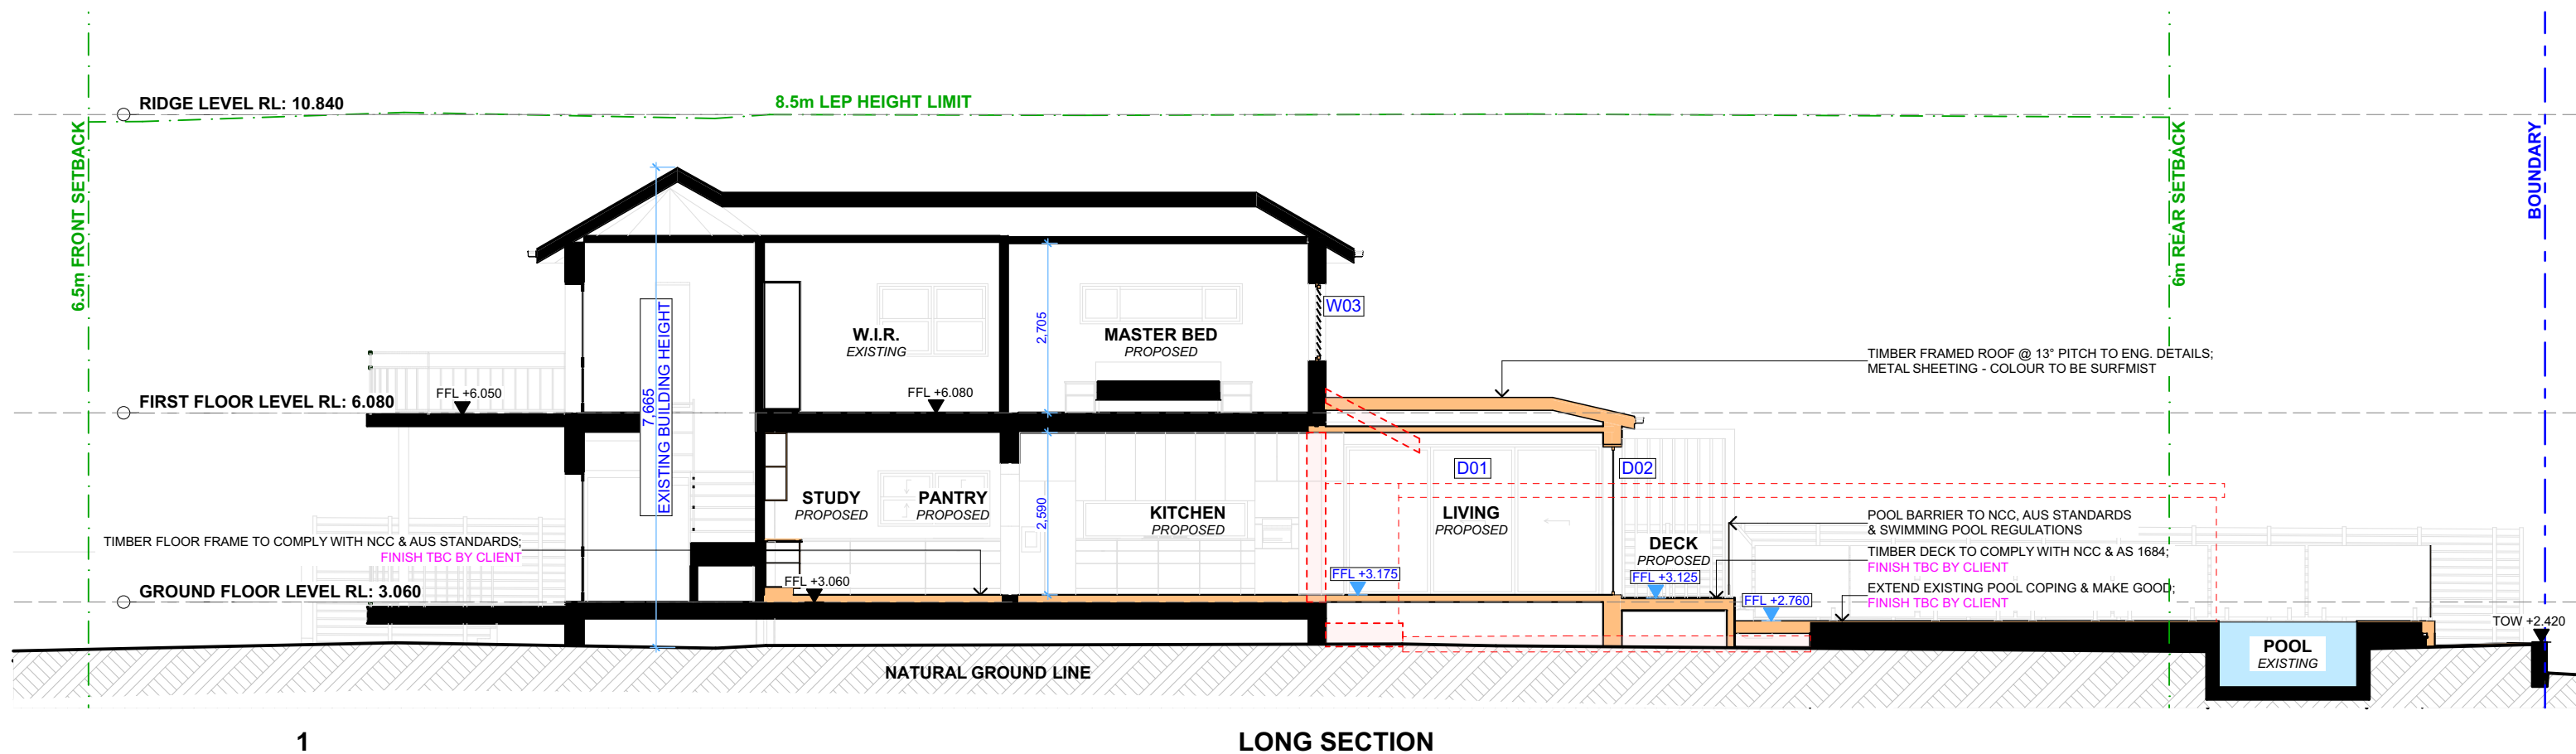 RIDGE LEVEL RL: 10.840
8.5m LEP HEIGHT LIMIT
6.5m FRONT SETBACK
6m REAR SETBACK
BOUNDARY
7,665
EXISTING BUILDING HEIGHT
W.I.R.
EXISTING
2,705
MASTER BED
PROPOSED
W03
TIMBER FRAMED ROOF @ 13° PITCH TO ENG. DETAILS;
METAL SHEETING - COLOUR TO BE SURFMIST
FIRST FLOOR LEVEL RL: 6.080
FFL +6.050
FFL +6.080
D01
D02
STUDY
PROPOSED
PANTRY
PROPOSED
2,590
KITCHEN
PROPOSED
LIVING
PROPOSED
DECK
PROPOSED
POOL BARRIER TO NCC, AUS STANDARDS
& SWIMMING POOL REGULATIONS
TIMBER DECK TO COMPLY WITH NCC & AS 1684;
FINISH TBC BY CLIENT
EXTEND EXISTING POOL COPING & MAKE GOOD;
FINISH TBC BY CLIENT
TIMBER FLOOR FRAME TO COMPLY WITH NCC & AUS STANDARDS;
FINISH TBC BY CLIENT
GROUND FLOOR LEVEL RL: 3.060
FFL +3.060
FFL +3.175
FFL +3.125
FFL +2.760
TOW +2.420
POOL
EXISTING
NATURAL GROUND LINE
1
LONG SECTION